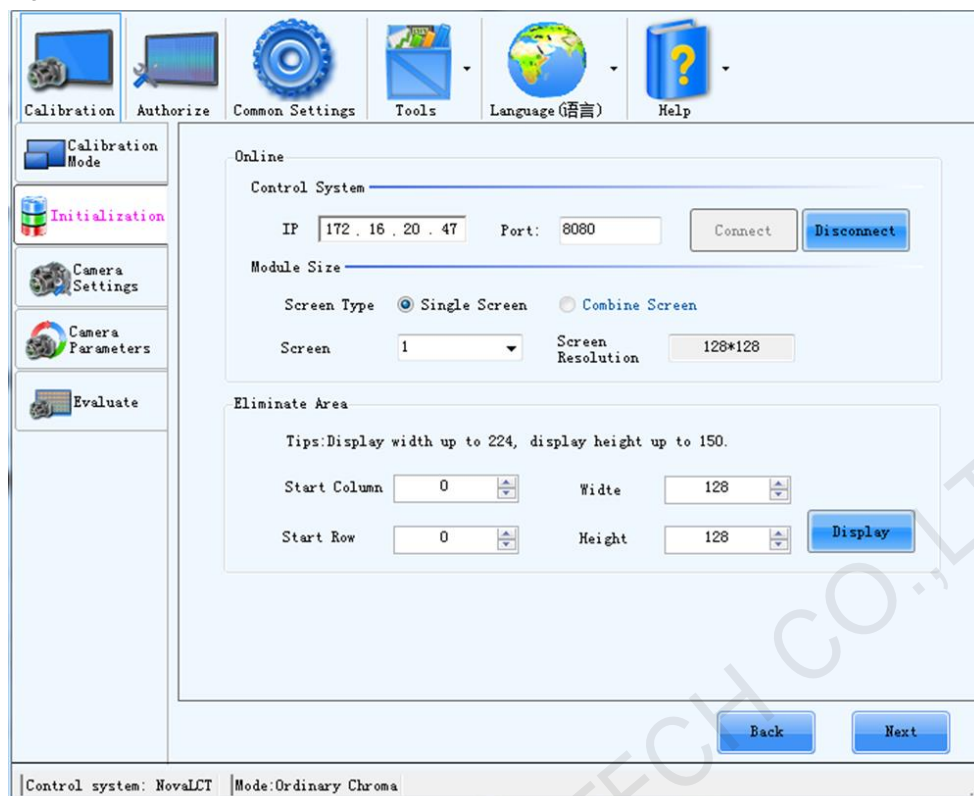 Calibration Authorize Common Settings Tools Language(语言) Help
Calibration
Mode
Initialization
Camera
Settings
Camera
Parameters
Evaluate
Online
Control System
IP 172 . 16 . 20 . 47 Port: 8080 Connect Disconnect
Module Size
Screen Type Single Screen Combine Screen
Screen 1 Screen
Resolution 128*128
Eliminate Area
Tips:Display width up to 224, display height up to 150.
Start Column 0 Widte 128
Start Row 0 Height 128 Display
Back Next
Control system: NovaLCT Mode:Ordinary Chroma
TECH CO.,